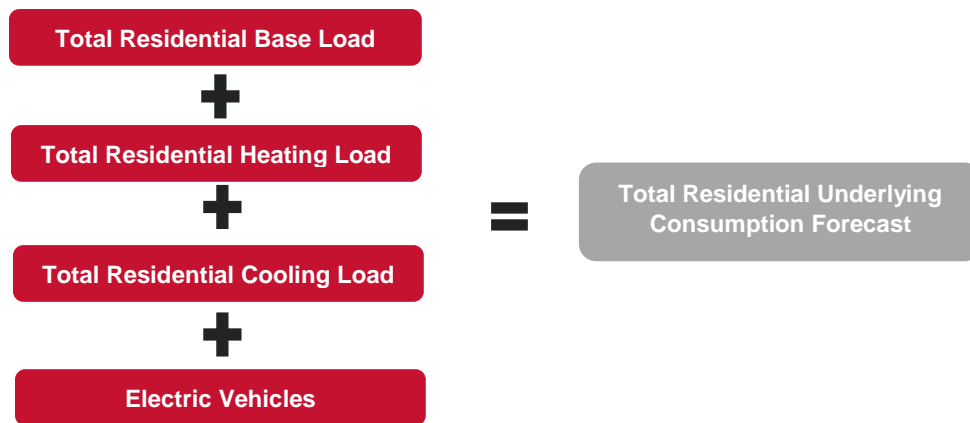 Total Residential Base Load
+
Total Residential Heating Load
+
Total Residential Cooling Load
+
Electric Vehicles
=
Total Residential Underlying
Consumption Forecast